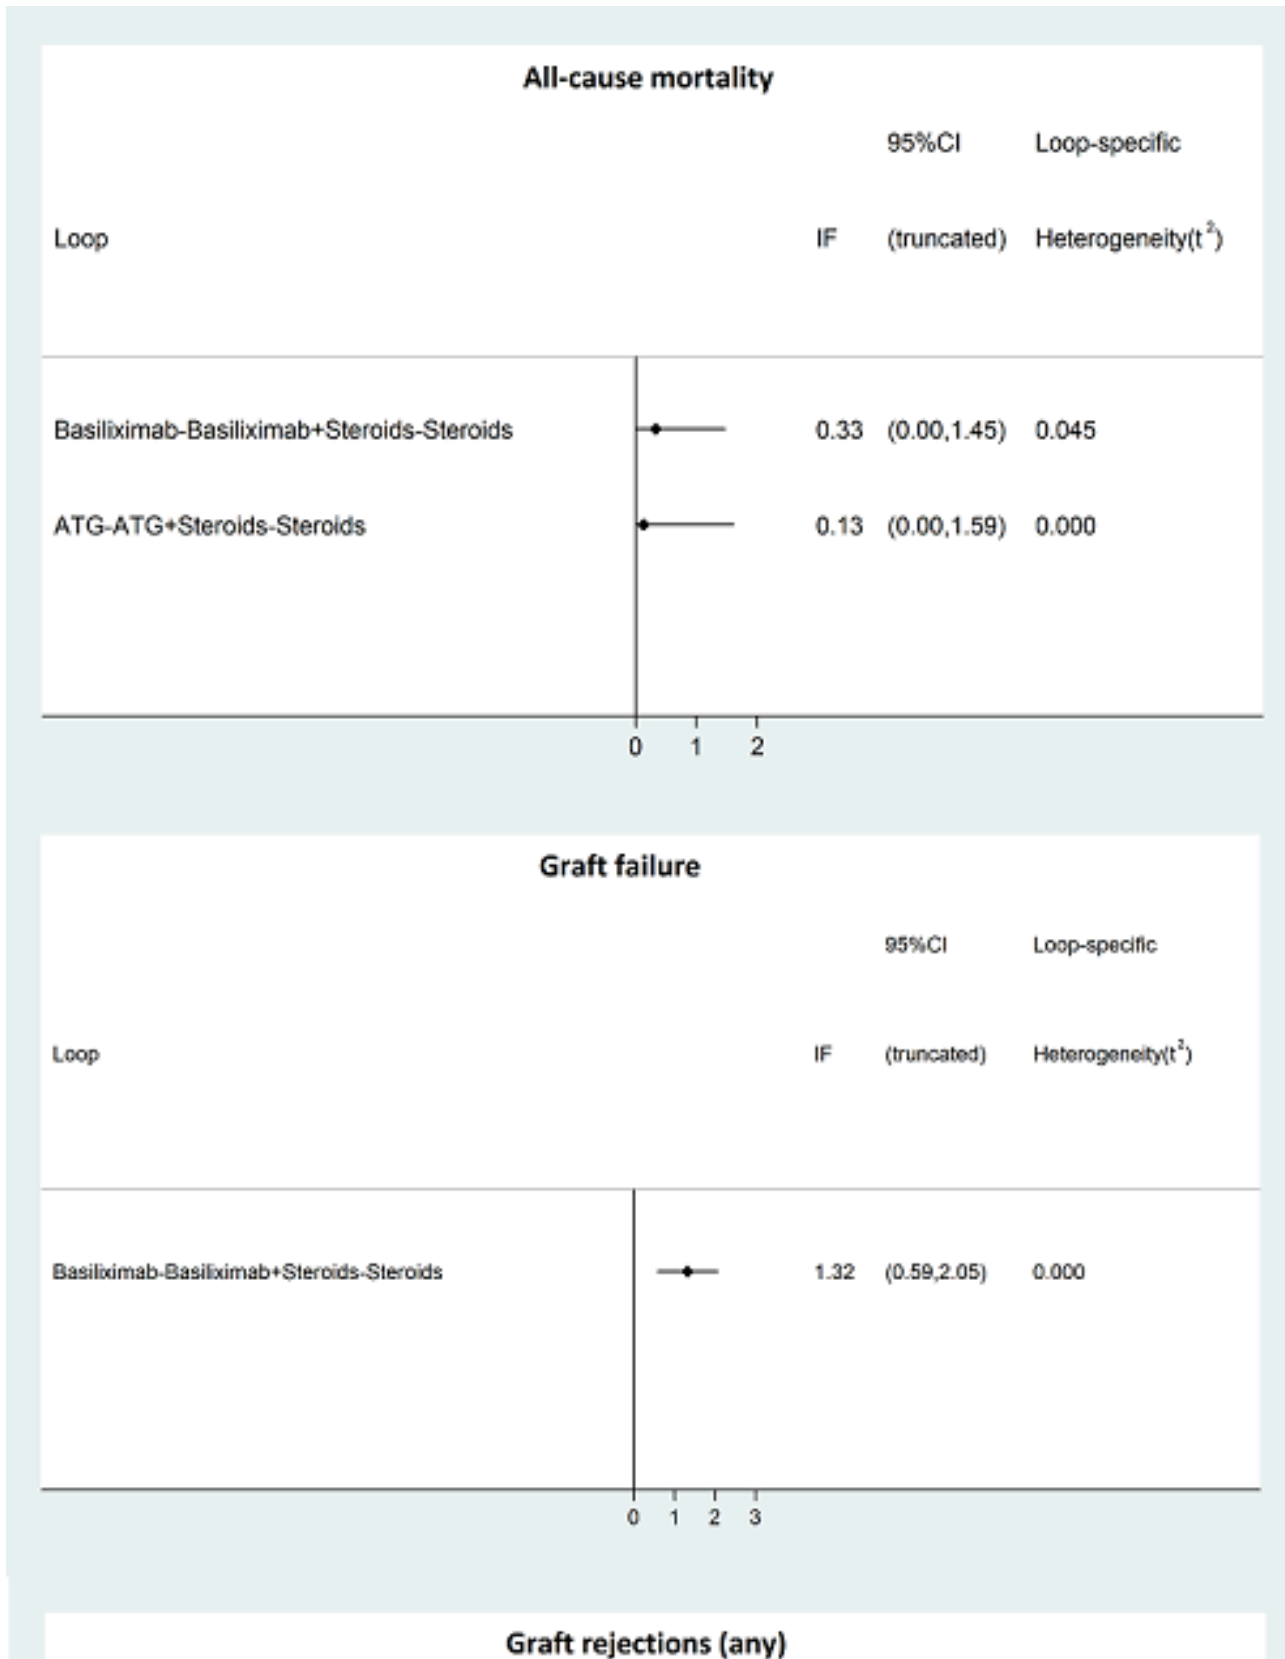 All-cause mortality
95%CI Loop-specific
Loop IF (truncated) Heterogeneity(t²)
Basiliximab-Basiliximab+Steroids-Steroids 0.33 (0.00,1.45) 0.045
ATG-ATG+Steroids-Steroids 0.13 (0.00,1.59) 0.000
0 1 2
Graft failure
95%CI Loop-specific
Loop IF (truncated) Heterogeneity(t²)
Basiliximab-Basiliximab+Steroids-Steroids 1.32 (0.59,2.05) 0.000
0 1 2 3
Graft rejections (any)